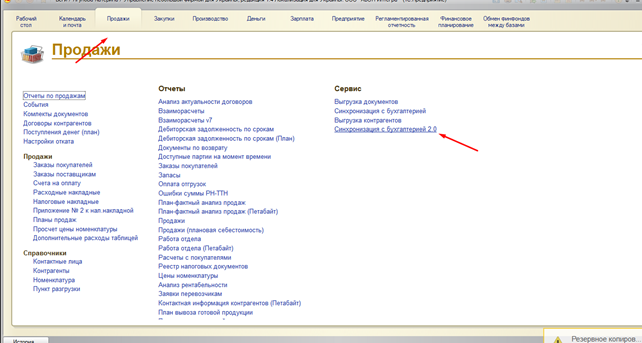 Рабочий стол
Календарь и почта
Продажи
Закупки
Производство
Деньги
Зарплата
Предприятие
Регламентированная отчетность
Финансовое планирование
Обмен финфондов между базами
Продажи
Отчеты по продажам
События
Комплекты документов
Договоры контрагентов
Поступления денег (план)
Настройки отката
Продажи
Заказы покупателей
Заказы поставщикам
Счета на оплату
Расходные накладные
Налоговые накладные
Приложение № 2 к нал.накладной
Планы продаж
Просчет цены номенклатуры
Дополнительные расходы таблицей
Справочники
Контактные лица
Контрагенты
Номенклатура
Пункт разгрузки
Отчеты
Анализ актуальности договоров
Взаиморасчеты
Взаиморасчеты v7
Дебиторская задолженность по срокам
Дебиторская задолженность по срокам (План)
Документы по возврату
Доступные партии на момент времени
Заказы покупателей
Запасы
Оплата отгрузок
Ошибки суммы РН-ТТН
План-фактный анализ продаж
План-фактный анализ продаж (Петабайт)
Продажи
Продажи (плановая себестоимость)
Работа отдела
Работа отдела (Петабайт)
Расчеты с покупателями
Реестр налоговых документов
Цены номенклатуры
Анализ рентабельности
Заявки перевозчикам
Контактная информация контрагентов (Петабайт)
План вывоза готовой продукции
Сервис
Выгрузка документов
Синхронизация с бухгалтерией
Выгрузка контрагентов
Синхронизация с бухгалтерией 2.0
История
Резервное копиров